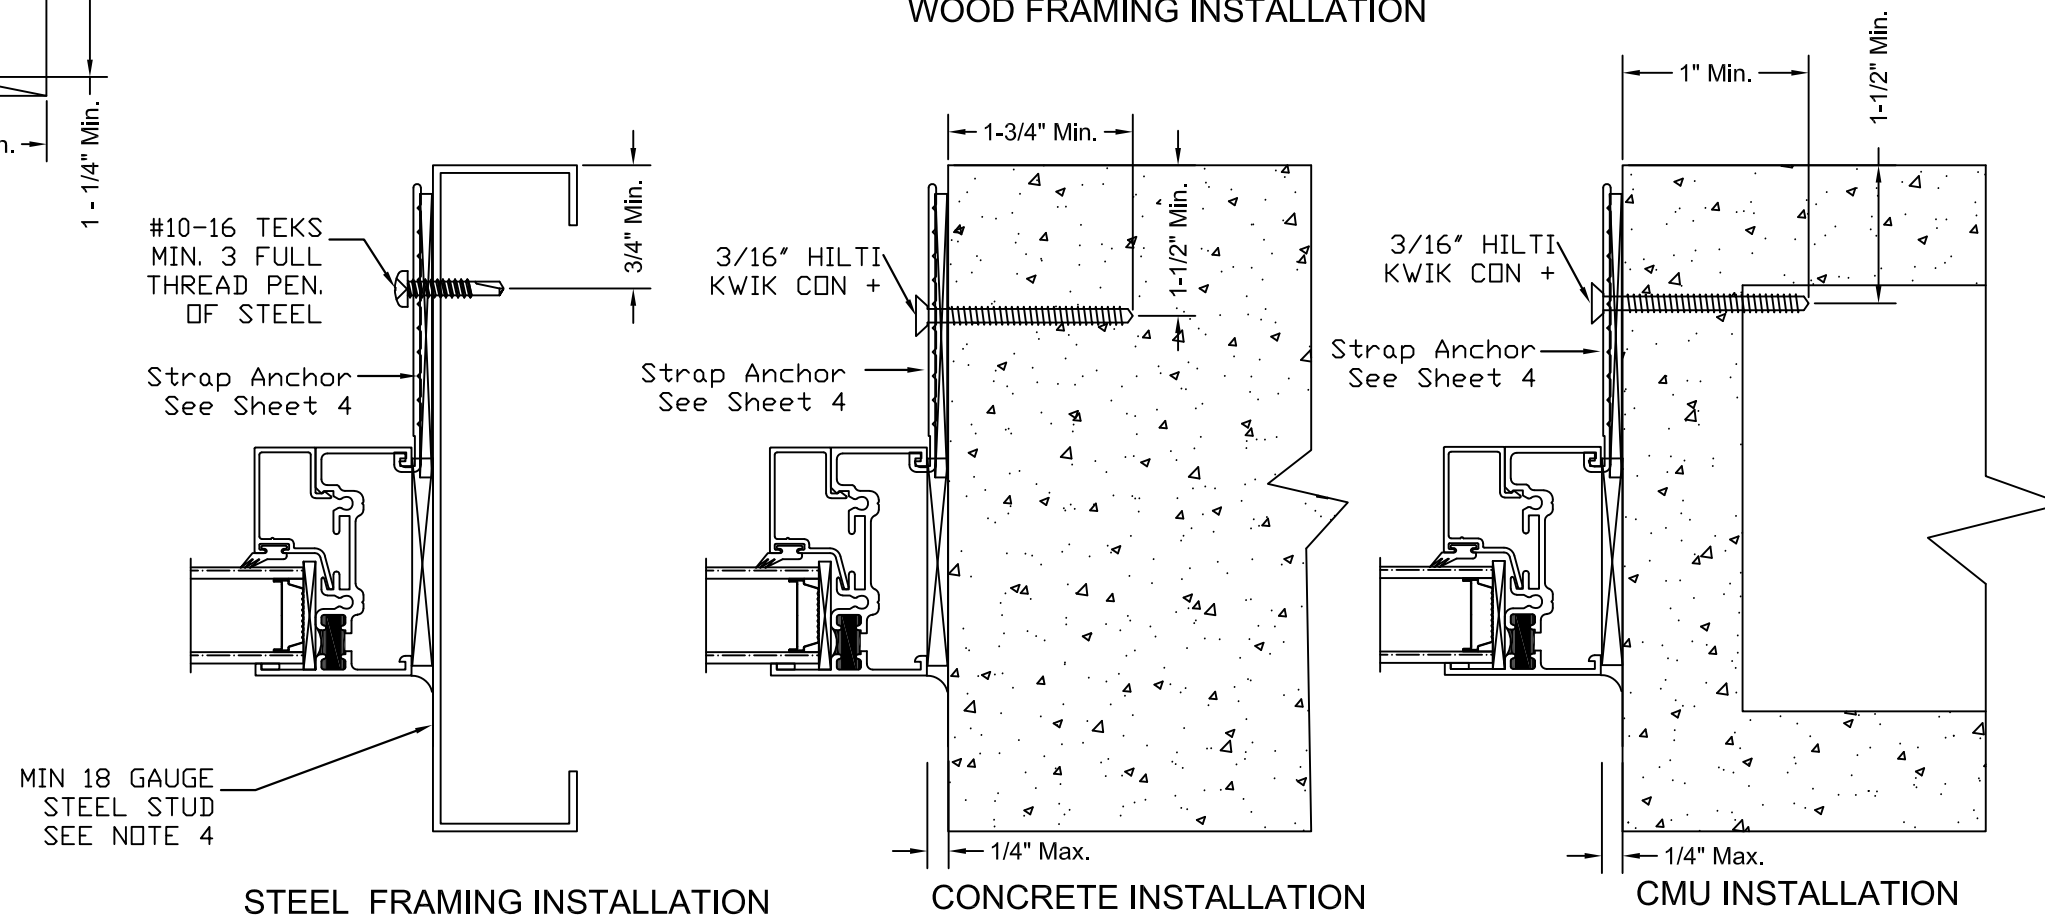 WOOD FRAMING INSTALLATION
n.
1 - 1/4" Min.
#10-16 TEKS
MIN. 3 FULL
THREAD PEN.
OF STEEL
Strap Anchor
See Sheet 4
3/4" Min.
MIN 18 GAUGE
STEEL STUD
SEE NOTE 4
STEEL FRAMING INSTALLATION
1-3/4" Min.
1-1/2" Min.
3/16" HILTI
KWIK CON +
Strap Anchor
See Sheet 4
1/4" Max.
CONCRETE INSTALLATION
1" Min.
1-1/2" Min.
3/16" HILTI
KWIK CON +
Strap Anchor
See Sheet 4
1/4" Max.
CMU INSTALLATION